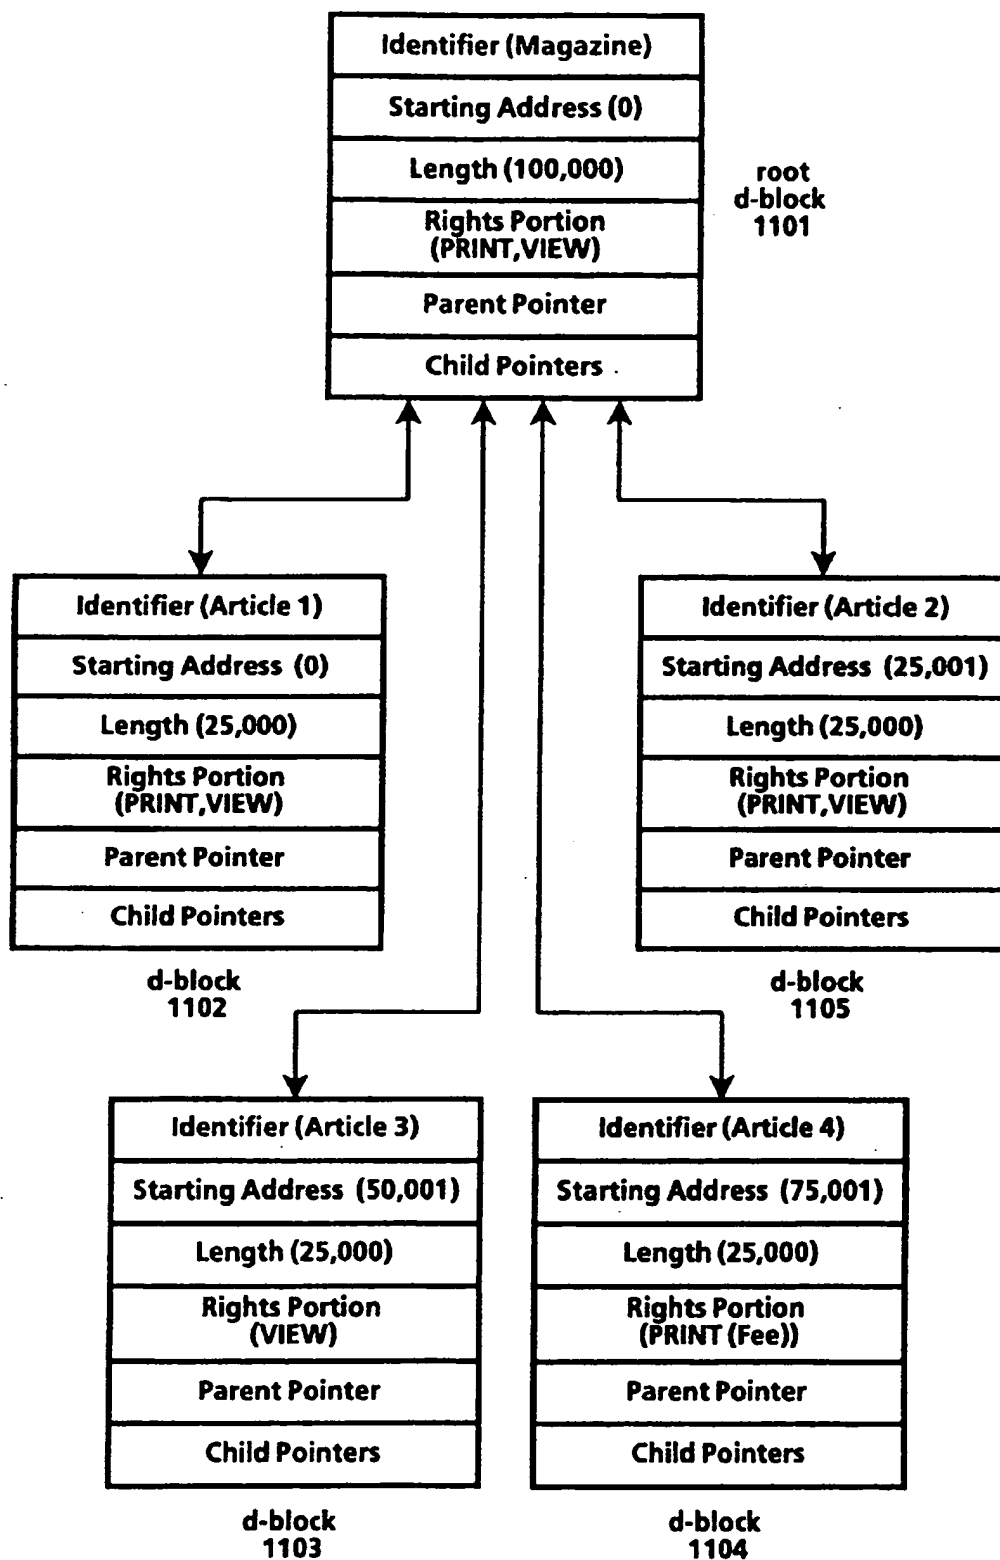 Identifier (Magazine)
Starting Address (0)
Length (100,000)
Rights Portion
(PRINT,VIEW)
Parent Pointer
Child Pointers
root
d-block
1101
Identifier (Article 1)
Starting Address (0)
Length (25,000)
Rights Portion
(PRINT,VIEW)
Parent Pointer
Child Pointers
d-block
1102
Identifier (Article 2)
Starting Address (25,001)
Length (25,000)
Rights Portion
(PRINT,VIEW)
Parent Pointer
Child Pointers
d-block
1105
Identifier (Article 3)
Starting Address (50,001)
Length (25,000)
Rights Portion
(VIEW)
Parent Pointer
Child Pointers
d-block
1103
Identifier (Article 4)
Starting Address (75,001)
Length (25,000)
Rights Portion
(PRINT (Fee))
Parent Pointer
Child Pointers
d-block
1104